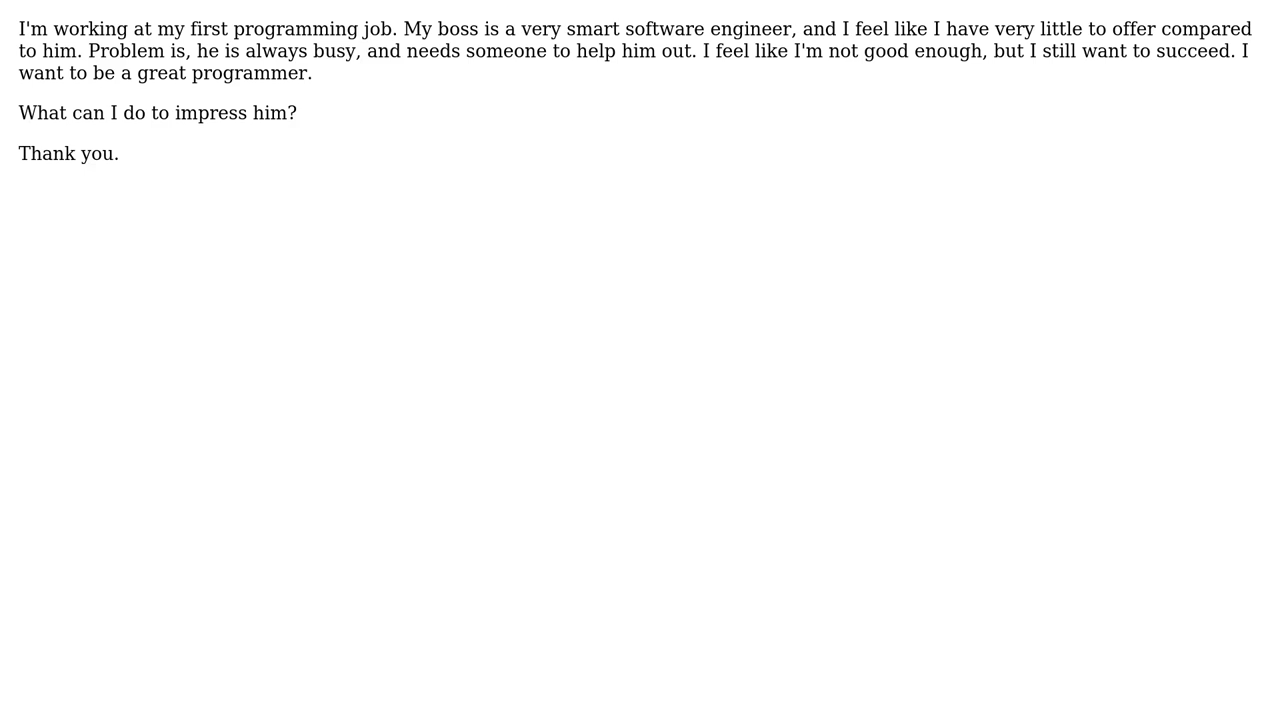 I'm working at my first programming job. My boss is a very smart software engineer, and I feel like I have very little to offer compared
to him. Problem is, he is always busy, and needs someone to help him out. I feel like I'm not good enough, but I still want to succeed. I
want to be a great programmer.
What can I do to impress him?
Thank you.